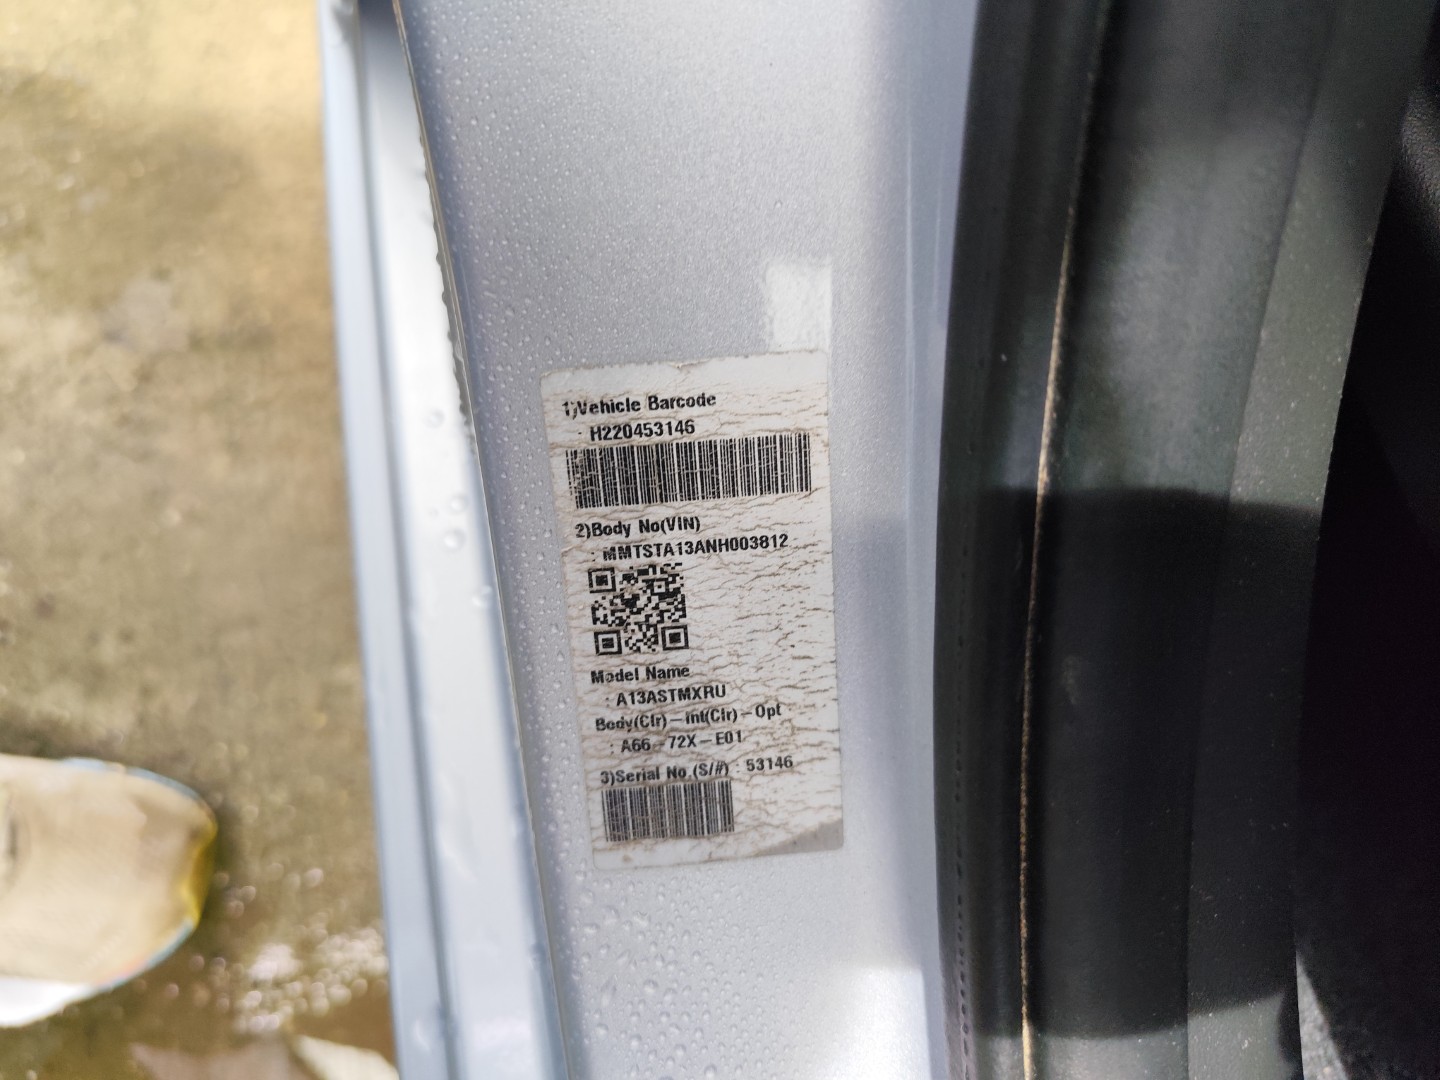 1)Vehicle Barcode
: H220453146
2)Body No(VIN)
: MMTSTA13ANH003812
Model Name
: A13ASTMXRU
Body(Clr)-Int(Clr)-Opt
: A66-72X-E01
3)Serial No.(S/#) : 53146